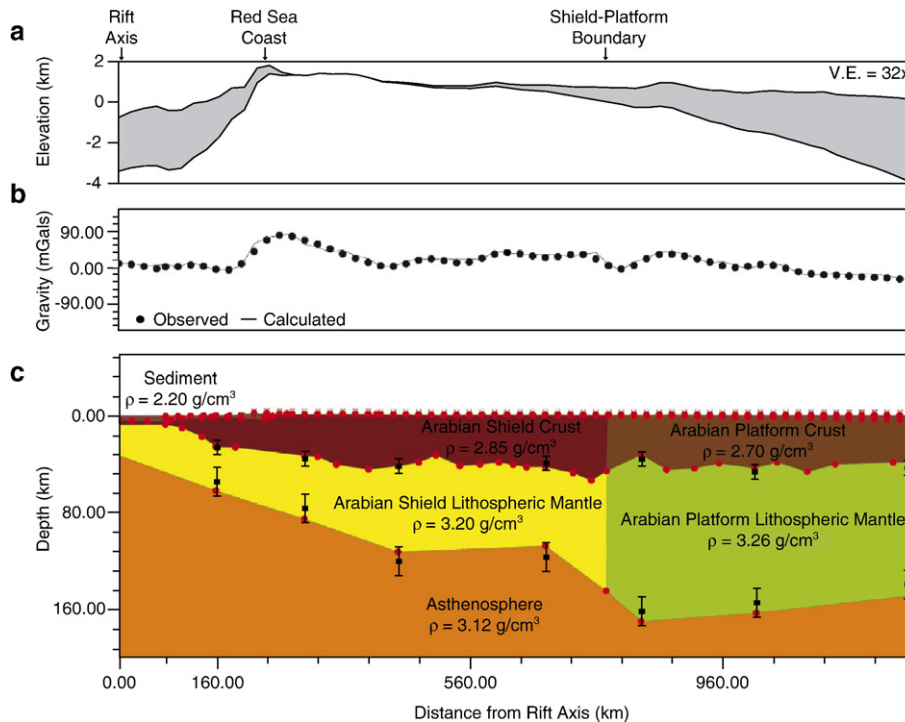 Rift Axis
Red Sea Coast
Shield-Platform Boundary
a
V.E. = 32x
Elevation (km)
2
0
-2
-4
b
Gravity (mGals)
90.00
0.00
-90.00
Observed
Calculated
c
Sediment
ρ = 2.20 g/cm³
Depth (km)
0.00
80.00
160.00
Arabian Shield Crust
ρ = 2.85 g/cm³
Arabian Platform Crust
ρ = 2.70 g/cm³
Arabian Shield Lithospheric Mantle
ρ = 3.20 g/cm³
Arabian Platform Lithospheric Mantle
ρ = 3.26 g/cm³
Asthenosphere
ρ = 3.12 g/cm³
0.00
160.00
560.00
960.00
Distance from Rift Axis (km)